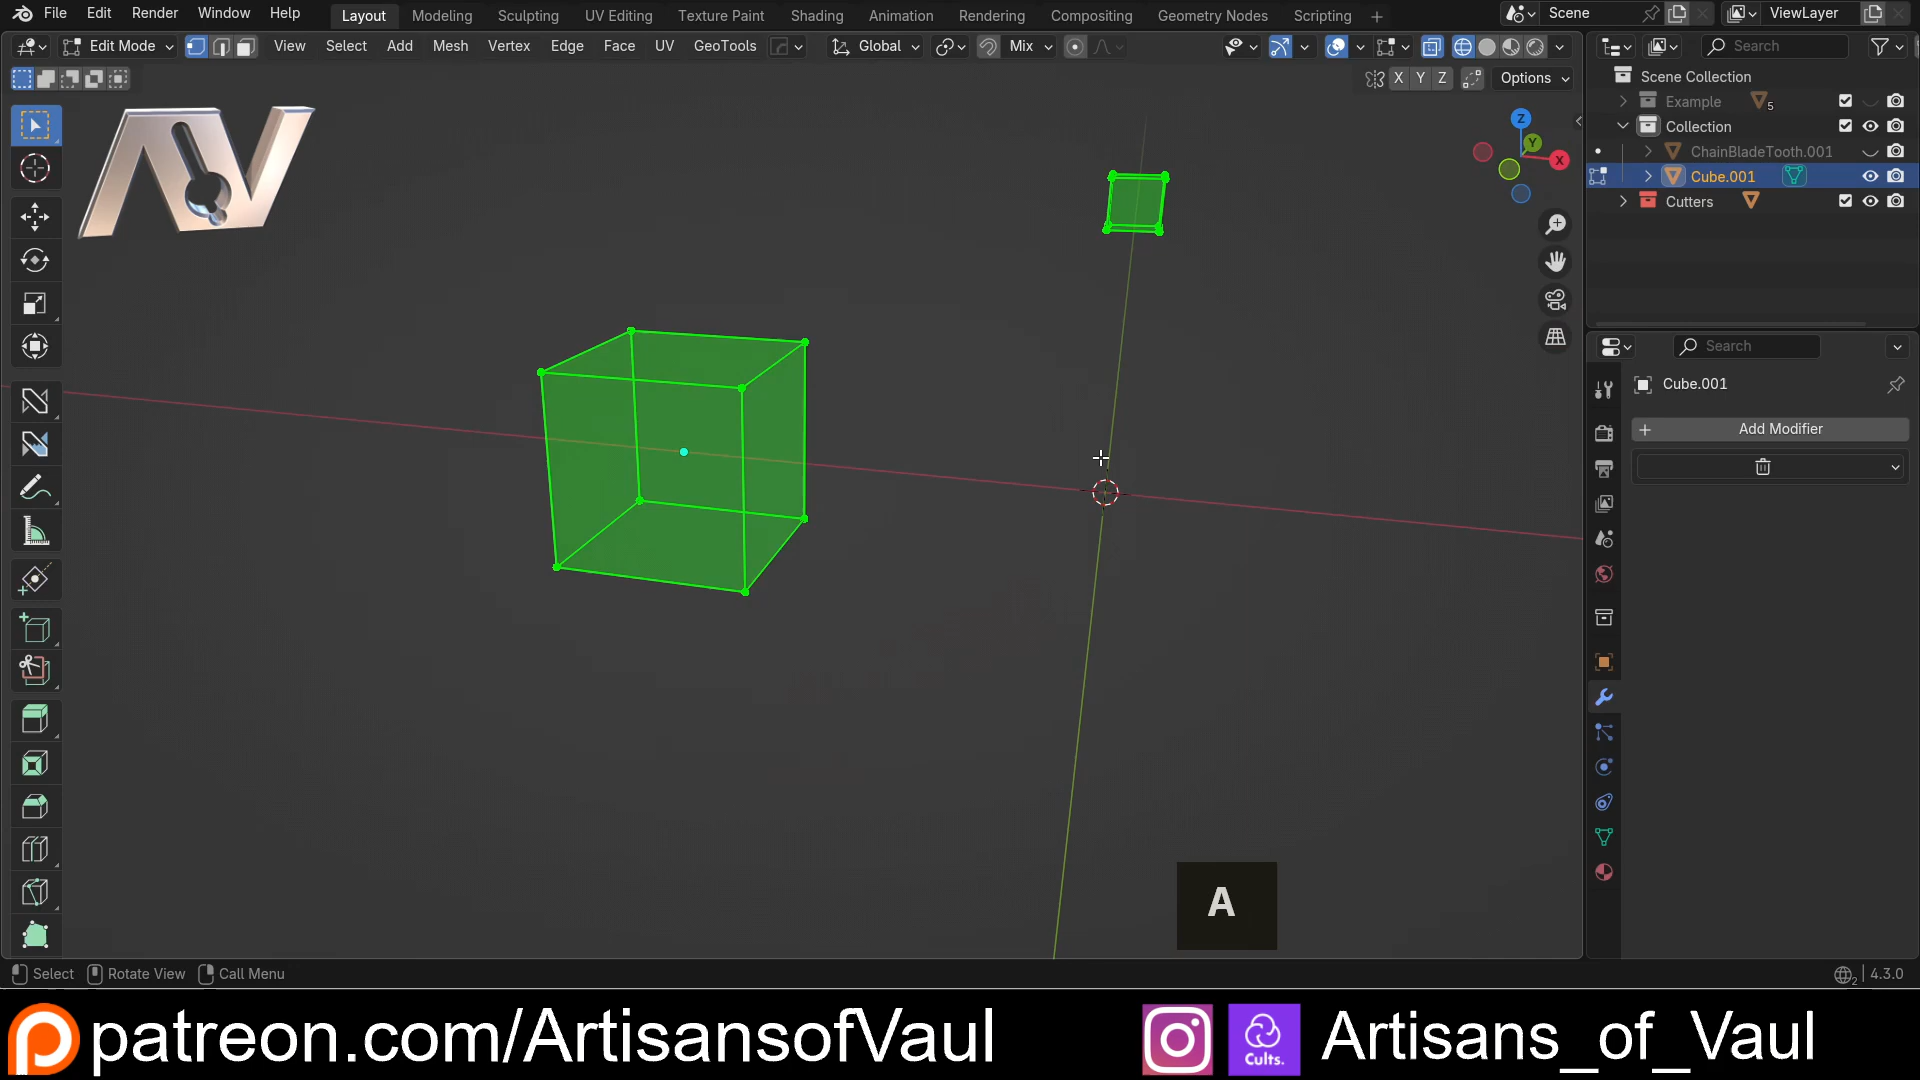 File Edit Render Window Help Layout Modeling Sculpting UV Editing Texture Paint Shading Animation Rendering Compositing Geometry Nodes Scripting + Scene ViewLayer
Edit Mode View Select Add Mesh Vertex Edge Face UV GeoTools Global Mix Search
X Y Z Options
Scene Collection
Example 5
Collection
ChainBladeTooth.001
Cube.001
Cutters
Z
Y
X
Search
Cube.001
+ Add Modifier
AV
A
Select Rotate View Call Menu 2 4.3.0
patreon.com/ArtisansofVaul Cults. Artisans_of_Vaul